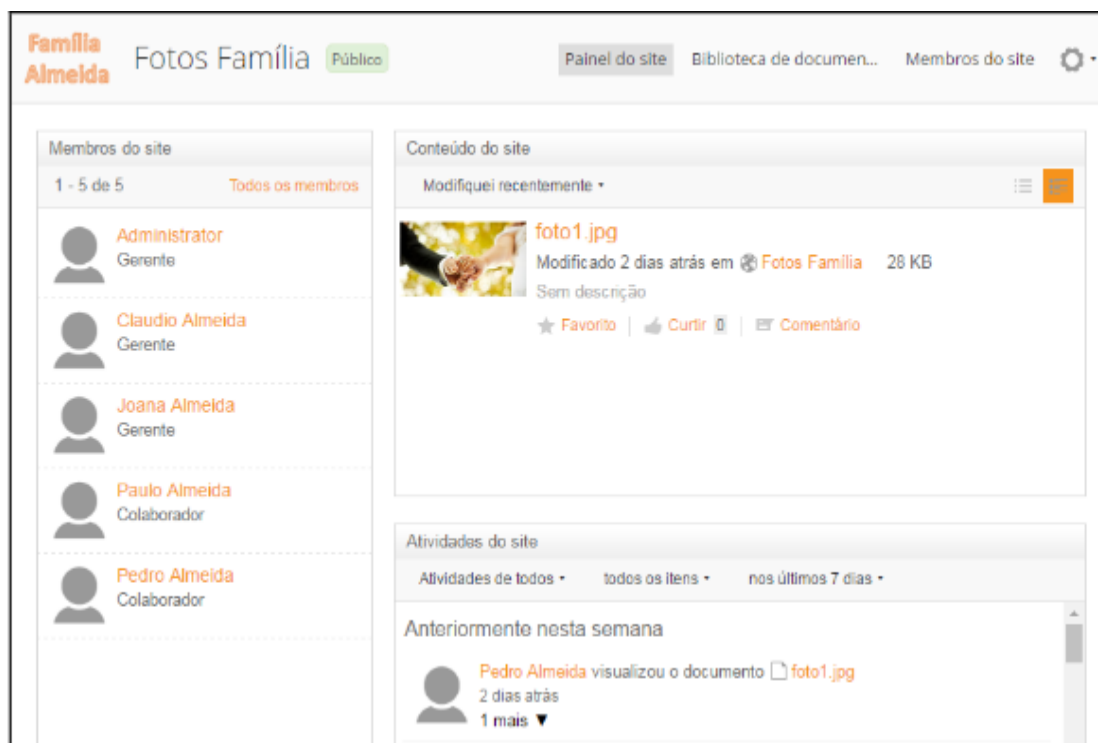 Família
Almeida
Fotos Família Público
Painel do site Biblioteca de documen... Membros do site
Membros do site
1 - 5 de 5 Todos os membros
Administrator
Gerente
Claudio Almeida
Gerente
Joana Almeida
Gerente
Paulo Almeida
Colaborador
Pedro Almeida
Colaborador
Conteúdo do site
Modifiquei recentemente
foto1.jpg
Modificado 2 dias atrás em Fotos Família 28 KB
Sem descrição
Favorito Curtir 0 Comentário
Atividades do site
Atividades de todos todos os itens nos últimos 7 dias
Anteriormente nesta semana
Pedro Almeida visualizou o documento foto1.jpg
2 dias atrás
1 mais ▼